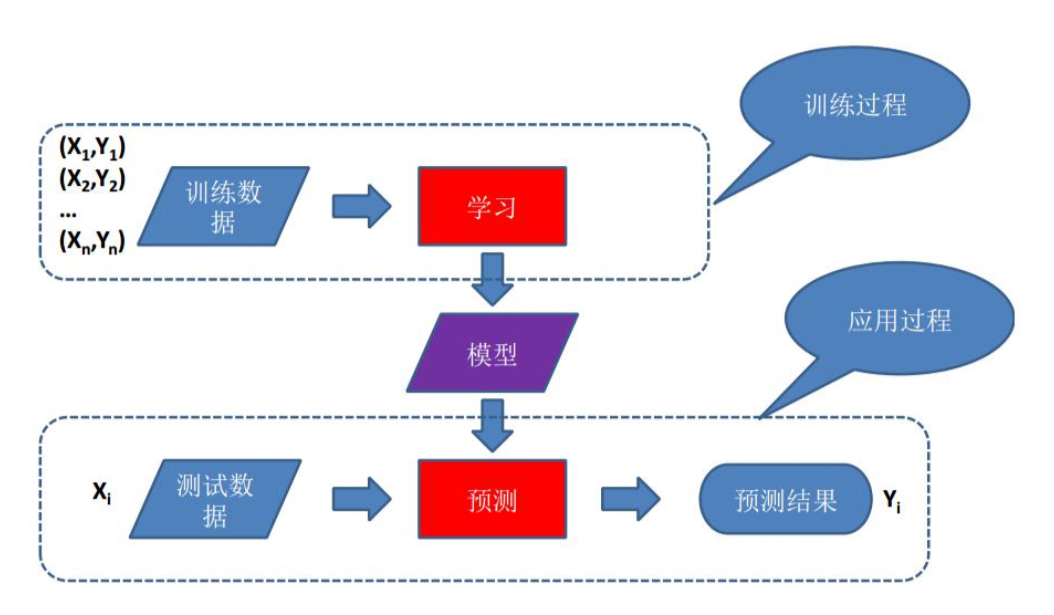 训练过程
(X₁,Y₁)
(X₂,Y₂)
...
(Xₙ,Yₙ)
训练数
据
学习
模型
应用过程
Xᵢ
测试数
据
预测
预测结果
Yᵢ